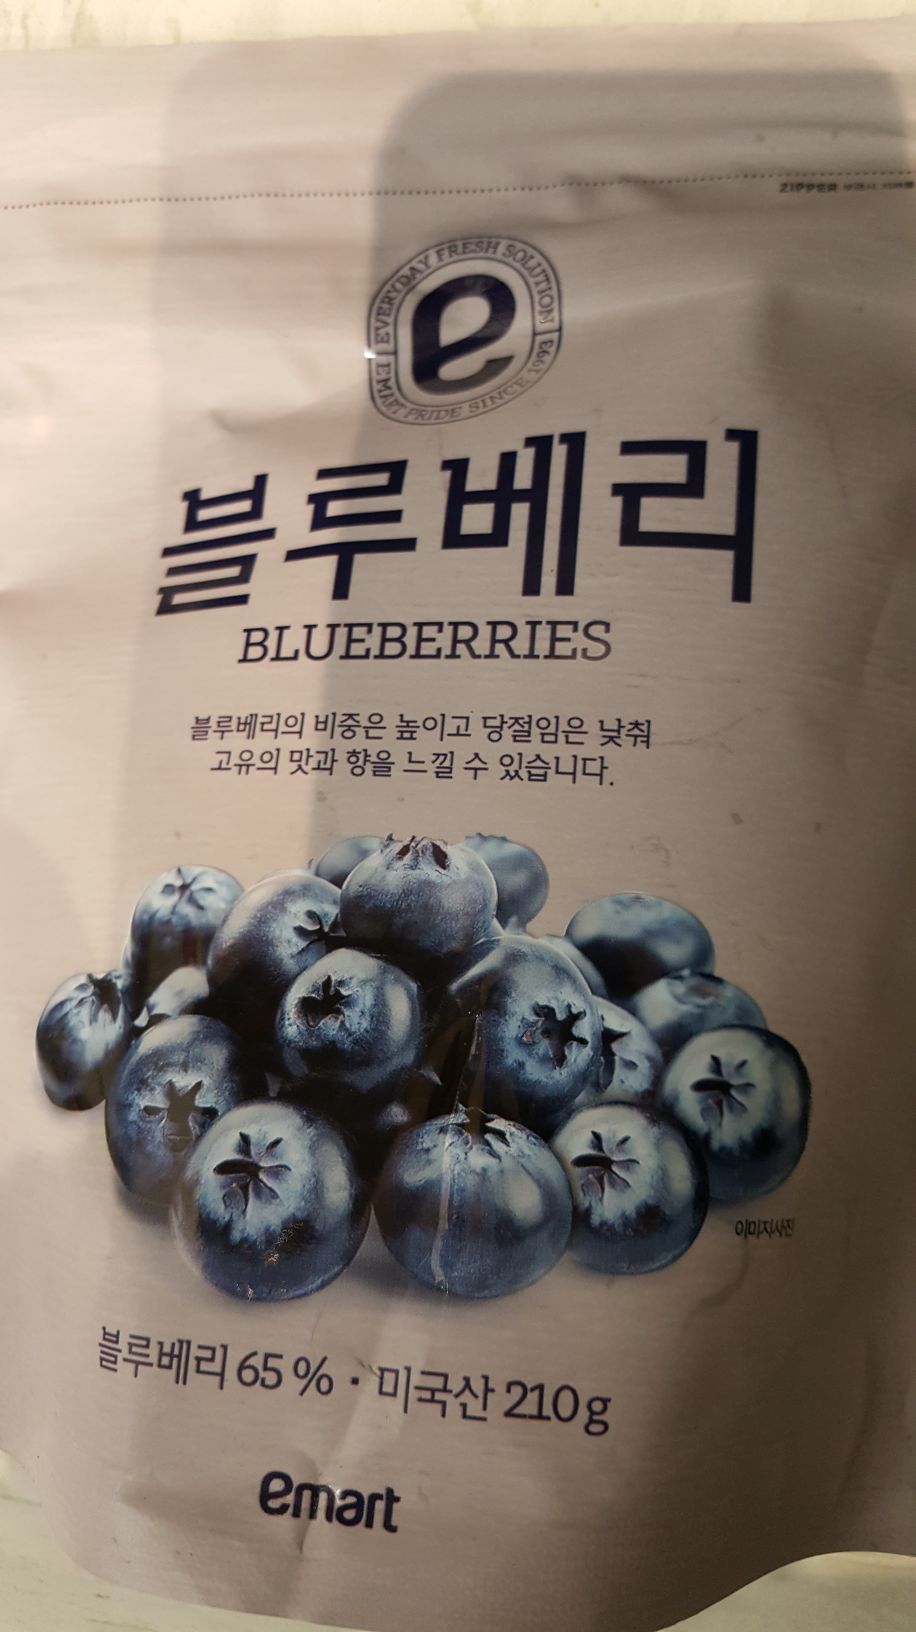 ZIPPER
EVERYDAY FRESH SOLUTION
EMART PRIDE SINCE 1993
e
블루베리
BLUEBERRIES
블루베리의 비중은 높이고 당절임은 낮춰
고유의 맛과 향을 느낄 수 있습니다.
이미지사진
블루베리 65% · 미국산 210g
emart